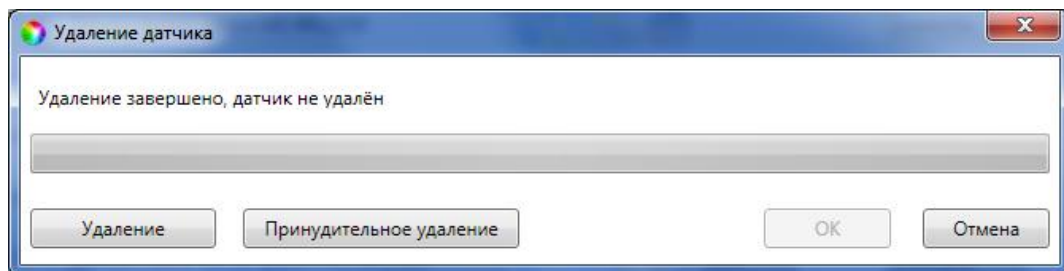 Удаление датчика
Удаление завершено, датчик не удалён
Удаление
Принудительное удаление
OK
Отмена